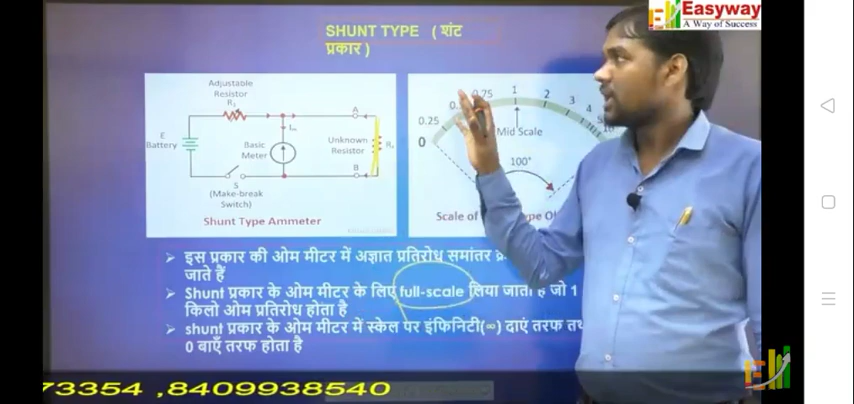 Easyway
A Way of Success
SHUNT TYPE ( शंट
प्रकार )
Adjustable
Resistor
R₁
A
E
Battery
Basic
Meter
Iₘ
Unknown
Resistor
Rₓ
B
S
(Make-break
Switch)
Shunt Type Ammeter
0
0.25
0.75
1
2
3
4
Mid Scale
100°
Scale of
इस प्रकार की ओम मीटर में अज्ञात प्रतिरोध समांतर
जाते हैं
Shunt प्रकार के ओम मीटर के लिए full-scale लिया जाता है जो 1
किलो ओम प्रतिरोध होता है
shunt प्रकार के ओम मीटर में स्केल पर इंफिनिटी(∞) दाएं तरफ
0 बाएँ तरफ होता है
73354 ,8409938540